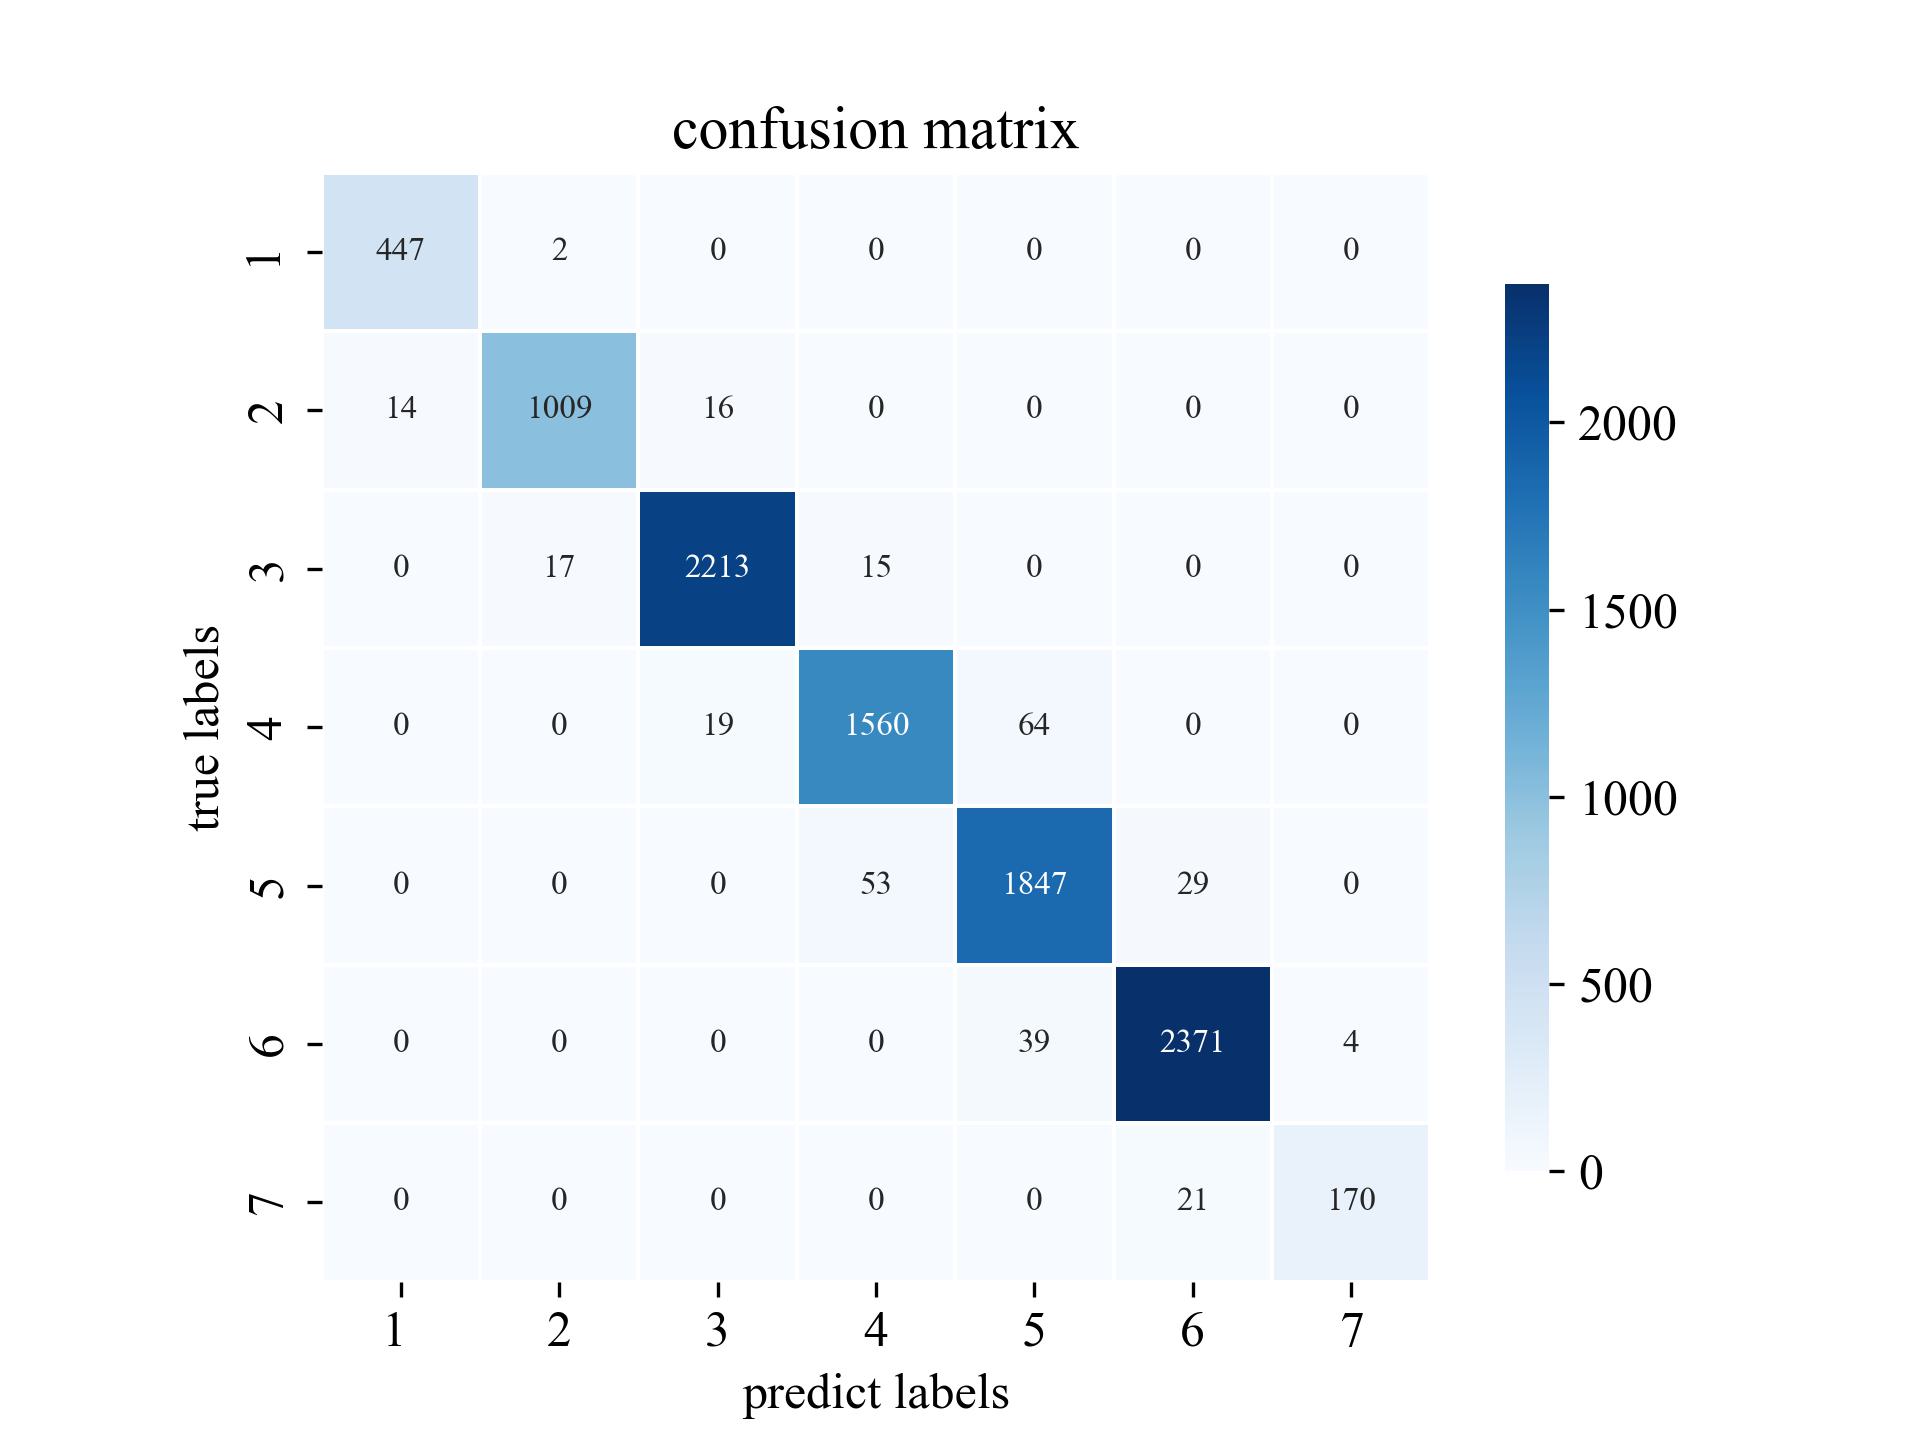 confusion matrix
1 447 2 0 0 0 0 0
2 14 1009 16 0 0 0 0
3 0 17 2213 15 0 0 0
4 0 0 19 1560 64 0 0
5 0 0 0 53 1847 29 0
6 0 0 0 0 39 2371 4
7 0 0 0 0 0 21 170
1 2 3 4 5 6 7
predict labels
true labels
2000
1500
1000
500
0